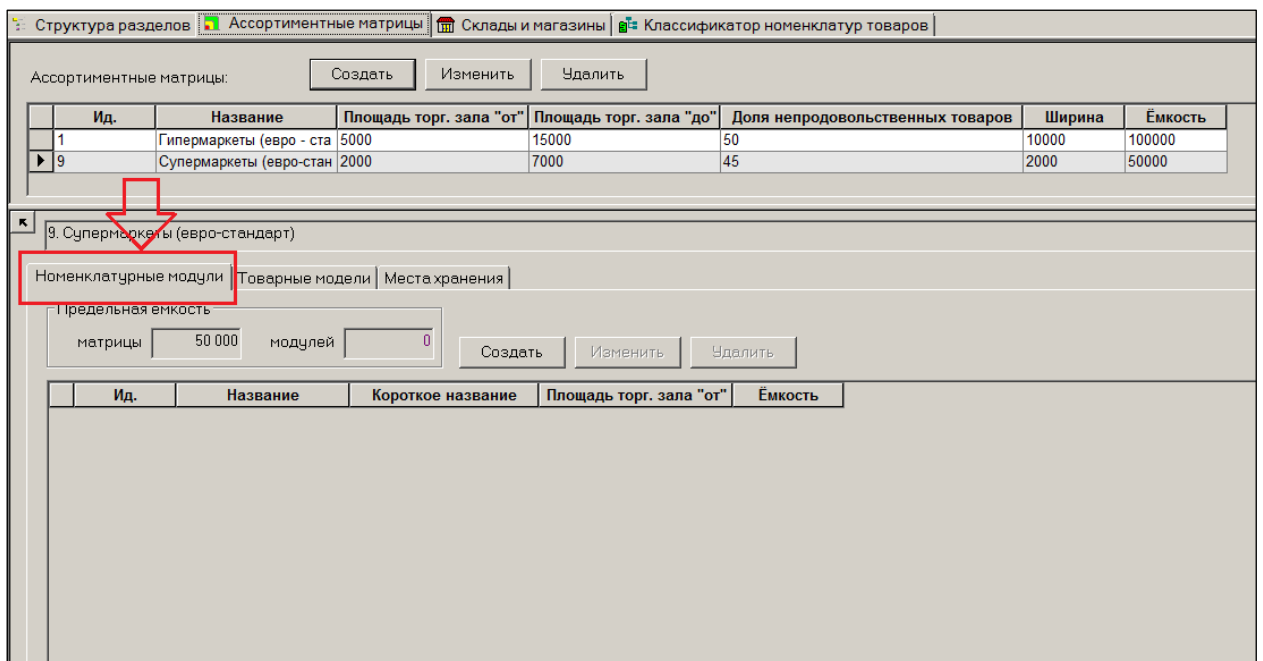 Структура разделов Ассортиментные матрицы Склады и магазины Классификатор номенклатур товаров
Ассортиментные матрицы: Создать Изменить Удалить
Ид. Название Площадь торг. зала "от" Площадь торг. зала "до" Доля непродовольственных товаров Ширина Ёмкость
1 Гипермаркеты (евро - ста 5000 15000 50 10000 100000
9 Супермаркеты (евро-стан 2000 7000 45 2000 50000
9. Супермаркеты (евро-стандарт)
Номенклатурные модули Товарные модели Места хранения
Предельная ёмкость
матрицы 50 000 модулей 0 Создать Изменить Удалить
Ид. Название Короткое название Площадь торг. зала "от" Ёмкость